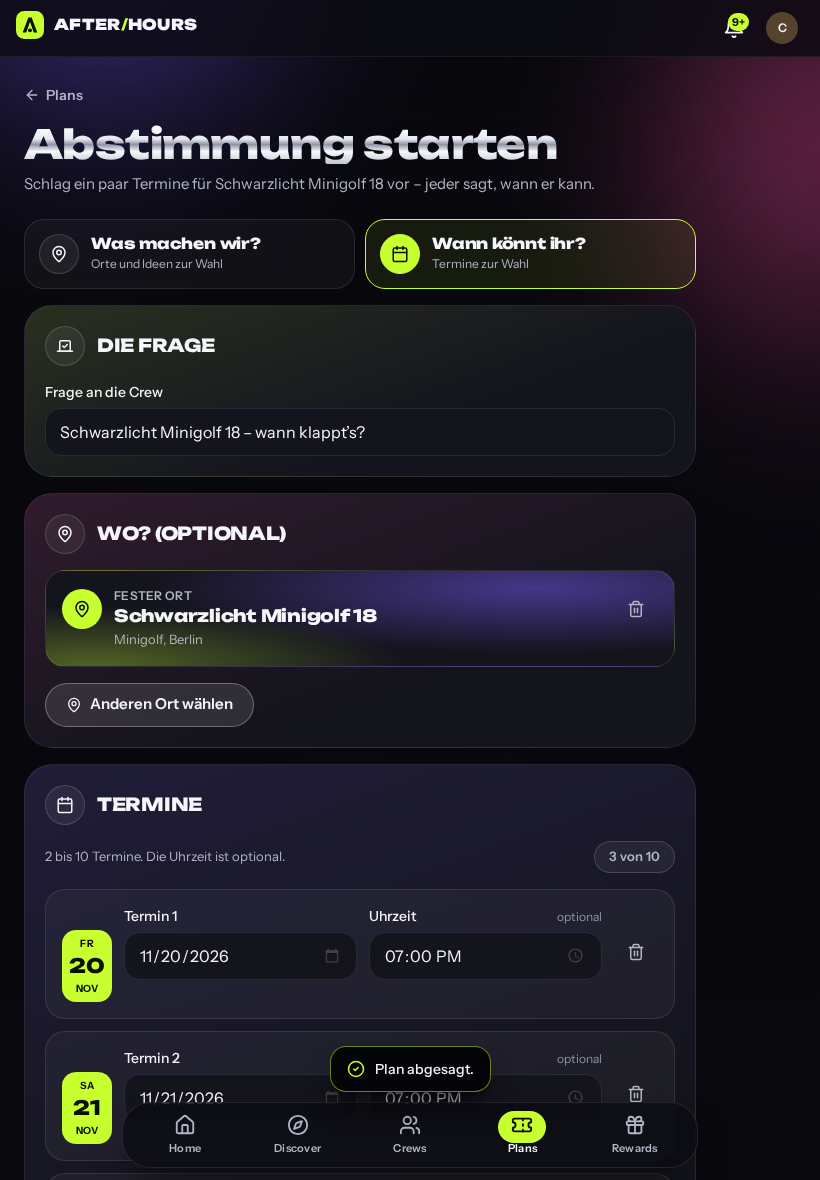 AFTER/HOURS
9+
C
Plans
Abstimmung starten
Schlag ein paar Termine für Schwarzlicht Minigolf 18 vor – jeder sagt, wann er kann.
Was machen wir?
Orte und Ideen zur Wahl
Wann könnt ihr?
Termine zur Wahl
DIE FRAGE
Frage an die Crew
Schwarzlicht Minigolf 18 – wann klappt’s?
WO? (OPTIONAL)
FESTER ORT
Schwarzlicht Minigolf 18
Minigolf, Berlin
Anderen Ort wählen
TERMINE
2 bis 10 Termine. Die Uhrzeit ist optional.
3 von 10
Termin 1
Uhrzeit
optional
FR
20
NOV
11/20/2026
07:00 PM
Termin 2
optional
SA
21
NOV
11/21/2026
07:00 PM
Plan abgesagt.
Home
Discover
Crews
Plans
Rewards